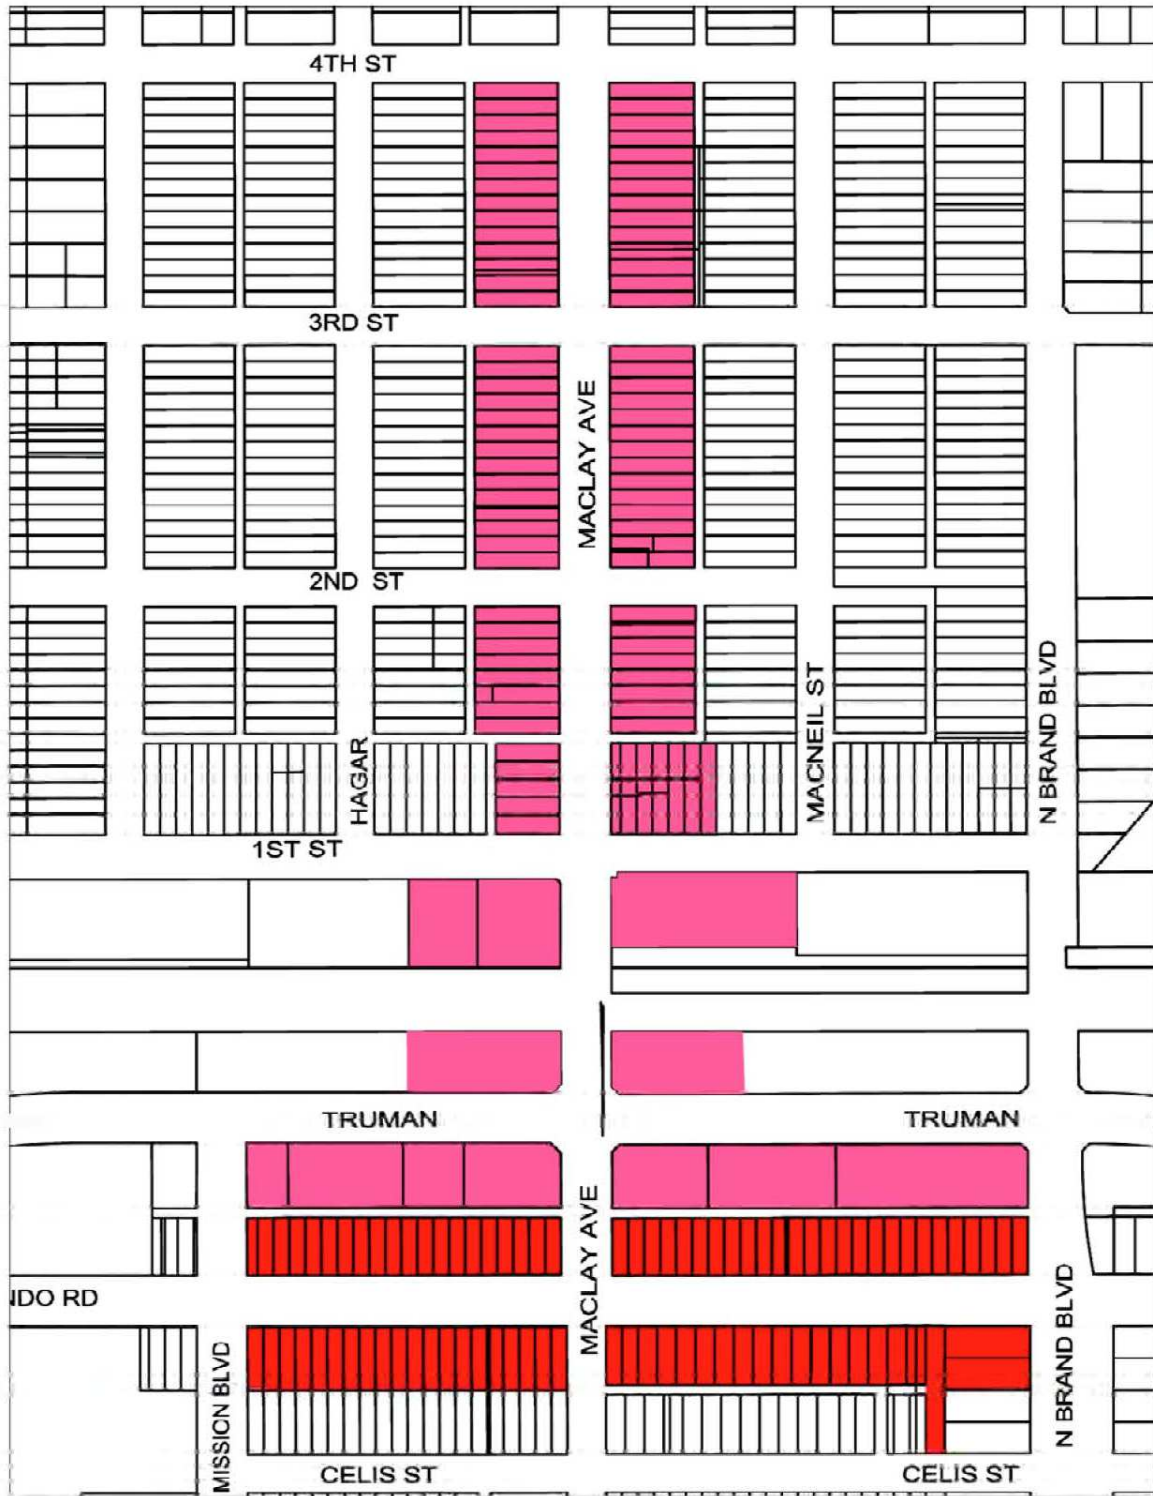 4TH ST
3RD ST
MACLAY AVE
2ND ST
HAGAR
MACNEIL ST
N BRAND BLVD
1ST ST
TRUMAN
TRUMAN
MACLAY AVE
NDO RD
MISSION BLVD
N BRAND BLVD
CELIS ST
CELIS ST